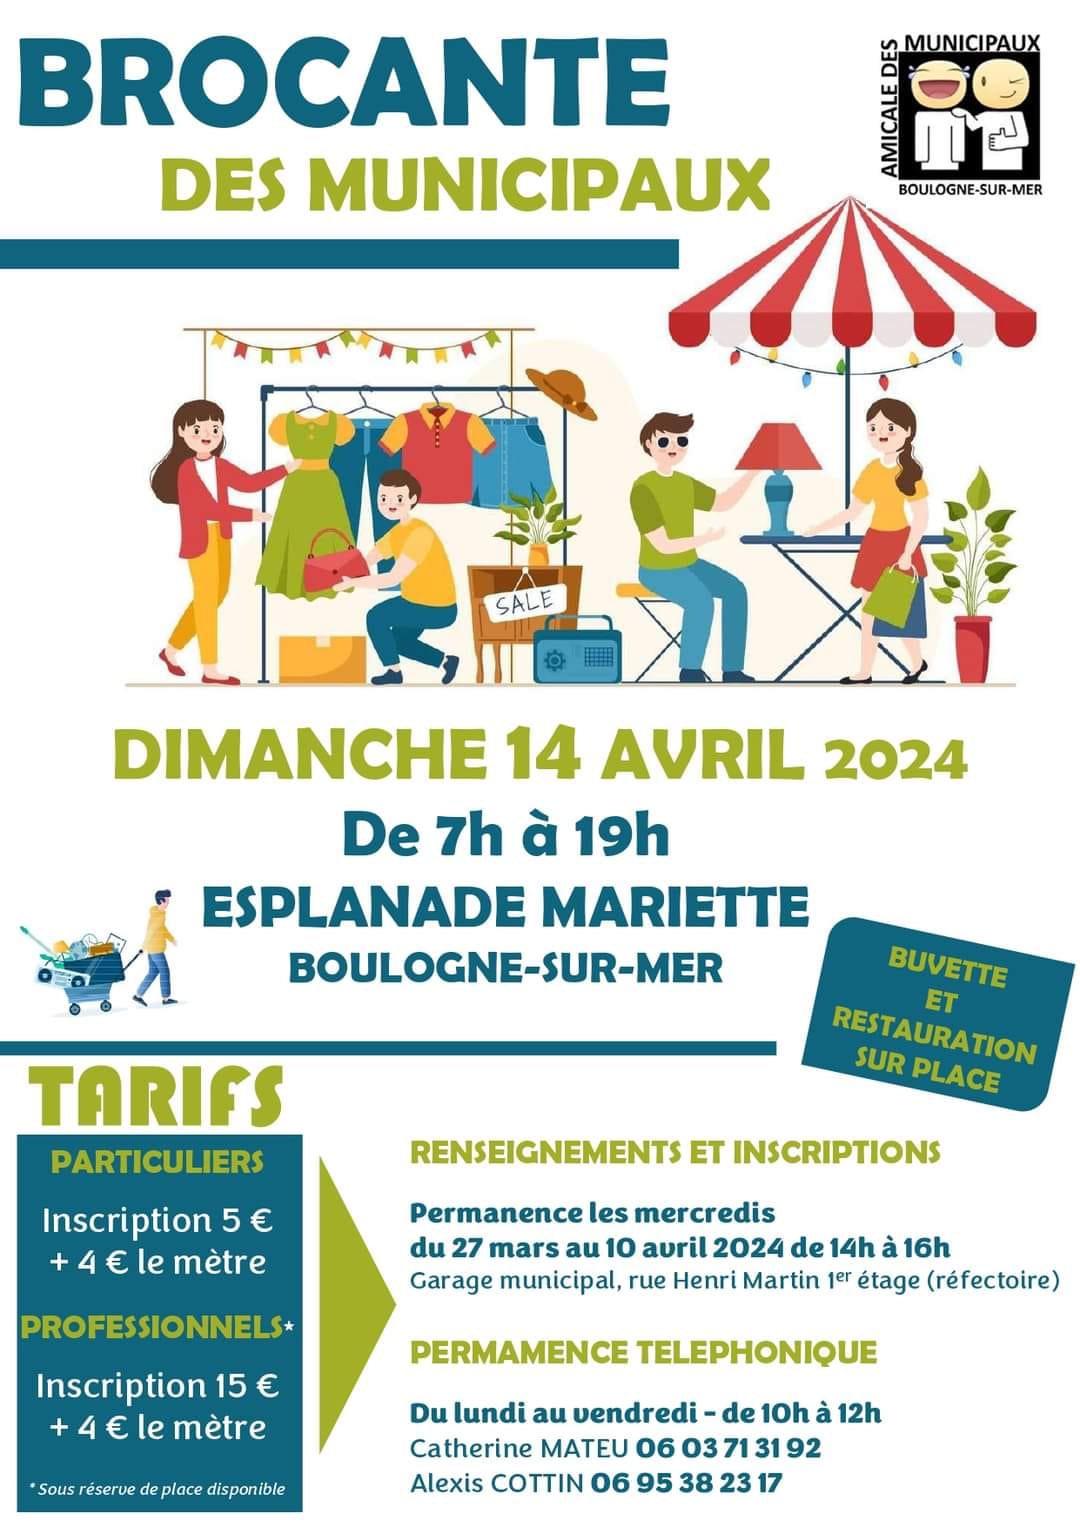 BROCANTE
DES MUNICIPAUX
AMICALE DES
MUNICIPAUX
BOULOGNE-SUR-MER
SALE
DIMANCHE 14 AVRIL 2024
De 7h à 19h
ESPLANADE MARIETTE
BOULOGNE-SUR-MER
BUVETTE
ET
RESTAURATION
SUR PLACE
TARIFS
PARTICULIERS
Inscription 5 €
+ 4 € le mètre
PROFESSIONNELS*
Inscription 15 €
+ 4 € le mètre
* Sous réserve de place disponible
RENSEIGNEMENTS ET INSCRIPTIONS
Permanence les mercredis
du 27 mars au 10 avril 2024 de 14h à 16h
Garage municipal, rue Henri Martin 1er étage (réfectoire)
PERMAMENCE TELEPHONIQUE
Du lundi au vendredi - de 10h à 12h
Catherine MATEU 06 03 71 31 92
Alexis COTTIN 06 95 38 23 17